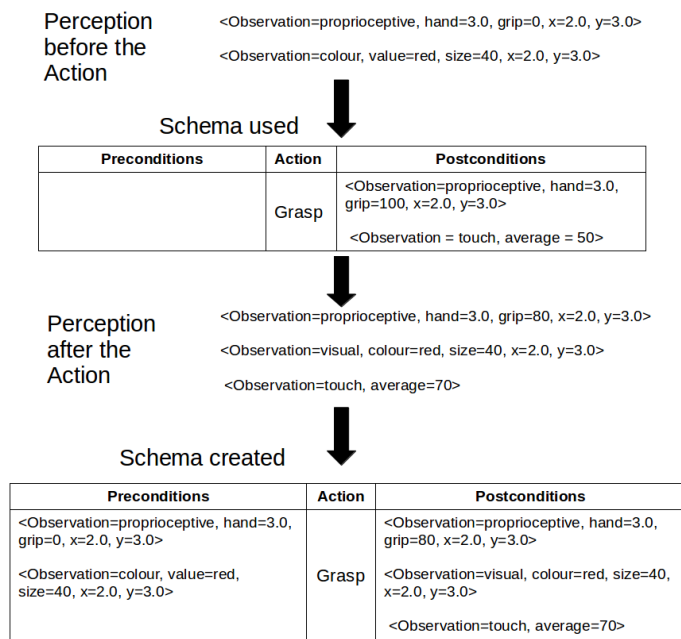 Perception
before the
Action
<Observation=proprioceptive, hand=3.0, grip=0, x=2.0, y=3.0>
<Observation=colour, value=red, size=40, x=2.0, y=3.0>
Schema used
Preconditions
Action
Postconditions
Grasp
<Observation=proprioceptive, hand=3.0,
grip=100, x=2.0, y=3.0>
<Observation = touch, average = 50>
Perception
after the
Action
<Observation=proprioceptive, hand=3.0, grip=80, x=2.0, y=3.0>
<Observation=visual, colour=red, size=40, x=2.0, y=3.0>
<Observation=touch, average=70>
Schema created
Preconditions
Action
Postconditions
<Observation=proprioceptive, hand=3.0,
grip=0, x=2.0, y=3.0>
<Observation=colour, value=red,
size=40, x=2.0, y=3.0>
Grasp
<Observation=proprioceptive, hand=3.0,
grip=80, x=2.0, y=3.0>
<Observation=visual, colour=red, size=40,
x=2.0, y=3.0>
<Observation=touch, average=70>